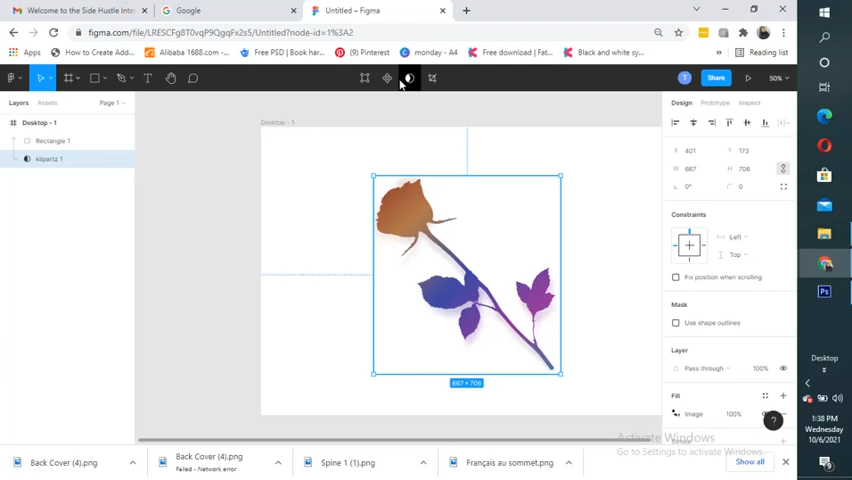 Welcome to the Side Hustle Inter
Google
Untitled – Figma
figma.com/file/LRESCFg8T0vqP9QgqFx2s5/Untitled?node-id=1%3A2
Apps
How to Create Add...
Alibaba 1688.com -...
Free PSD | Book har...
(9) Pinterest
monday - A4
Free download | Fat...
Black and white sy...
Reading list
T
Share
50%
Layers
Assets
Page 1
Design
Prototype
Inspect
Desktop - 1
Rectangle 1
klipartz 1
Desktop - 1
X 401
Y 173
W 667
H 706
0°
0
Constraints
Left
Top
Fix position when scrolling
Mask
Use shape outlines
Layer
Pass through
100%
Fill
Image
100%
?
667 × 706
Activate Windows
Go to Settings to activate Windows.
Back Cover (4).png
Back Cover (4).png
Failed - Network error
Spine 1 (1).png
Français au sommet.png
Show all
Ps
Desktop
1:38 PM
Wednesday
10/6/2021